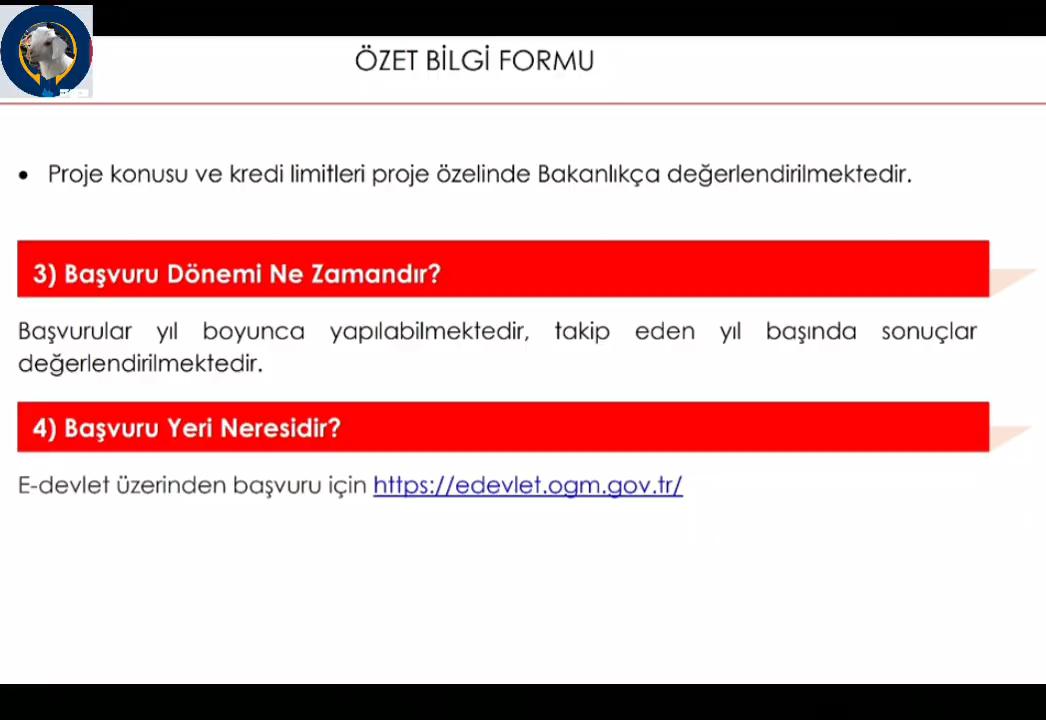 ÖZET BİLGİ FORMU
• Proje konusu ve kredi limitleri proje özelinde Bakanlıkça değerlendirilmektedir.
3) Başvuru Dönemi Ne Zamandır?
Başvurular yıl boyunca yapılabilmektedir, takip eden yıl başında sonuçlar
değerlendirilmektedir.
4) Başvuru Yeri Neresidir?
E-devlet üzerinden başvuru için https://edevlet.ogm.gov.tr/